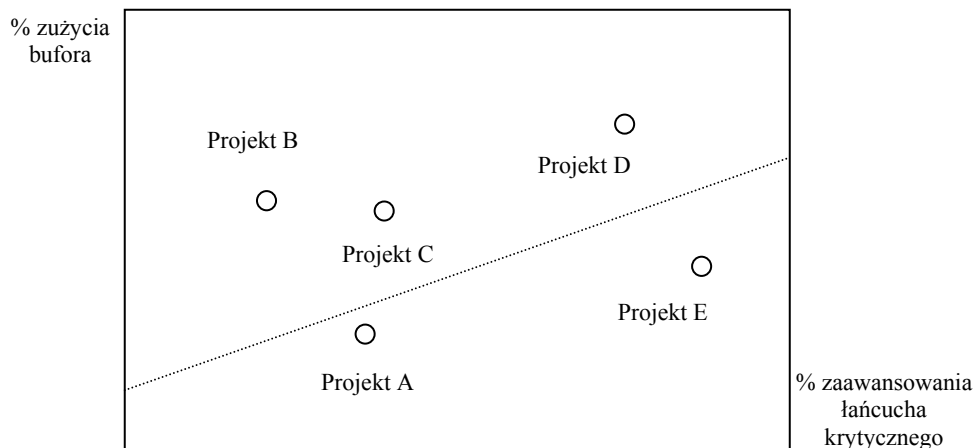 % zużycia
bufora
Projekt B
Projekt D
Projekt C
Projekt E
Projekt A
% zaawansowania
łańcucha
krytycznego